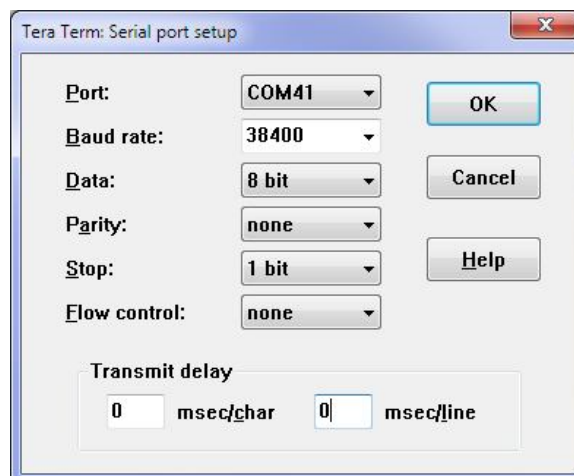 Tera Term: Serial port setup
Port: COM41
OK
Baud rate: 38400
Data: 8 bit
Cancel
Parity: none
Stop: 1 bit
Help
Flow control: none
Transmit delay
0 msec/char 0 msec/line